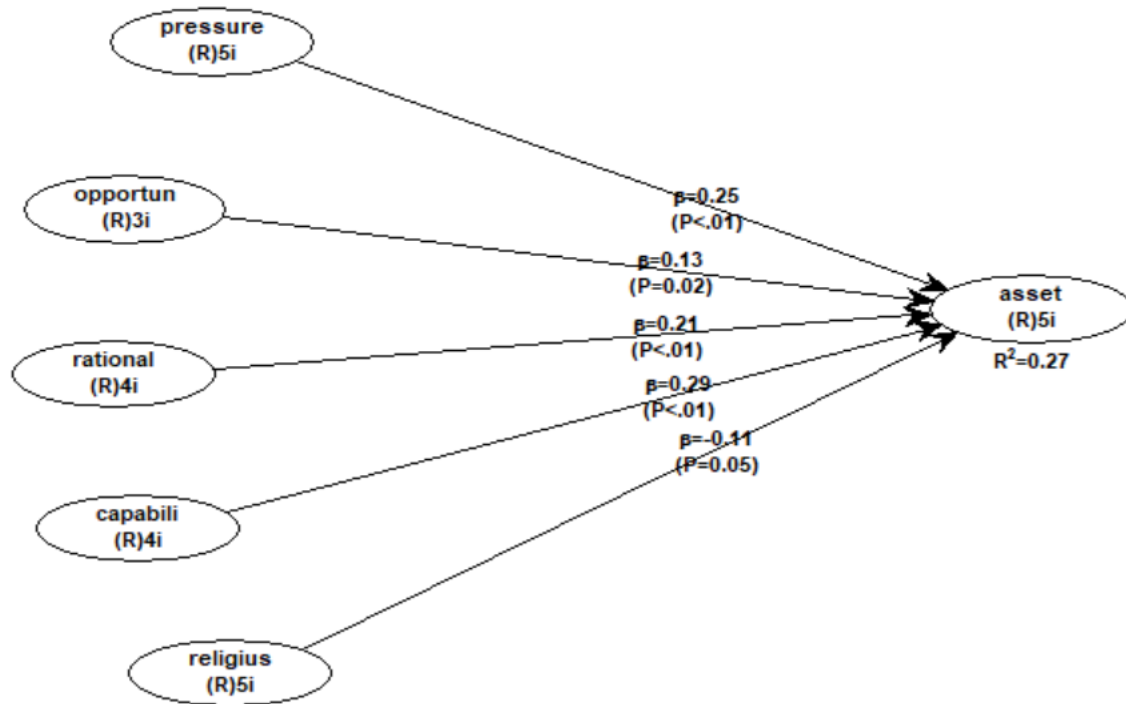 pressure
(R)5i
opportun
(R)3i
β=0.25
(P<.01)
β=0.13
(P=0.02)
asset
(R)5i
R²=0.27
rational
(R)4i
β=0.21
(P<.01)
β=0.29
(P<.01)
β=-0.11
(P=0.05)
capabili
(R)4i
religius
(R)5i